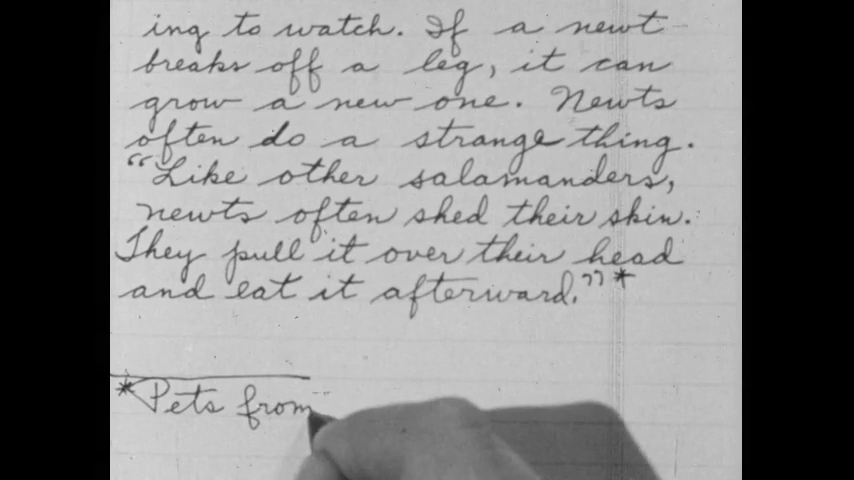 ing to watch. If a newt
breaks off a leg, it can
grow a new one. Newts
often do a strange thing.
"Like other salamanders,
newts often shed their skin.
They pull it over their head
and eat it afterward."*
*Pets from